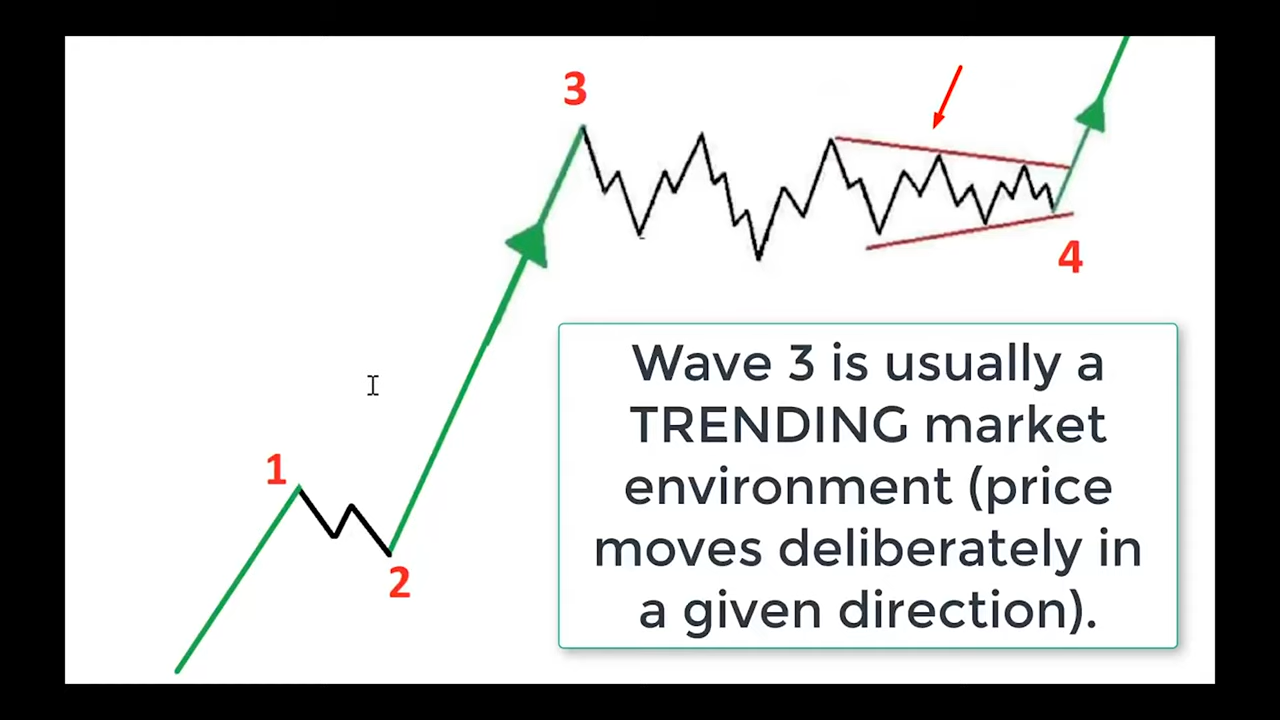 3
4
1
2
Wave 3 is usually a
TRENDING market
environment (price
moves deliberately in
a given direction).